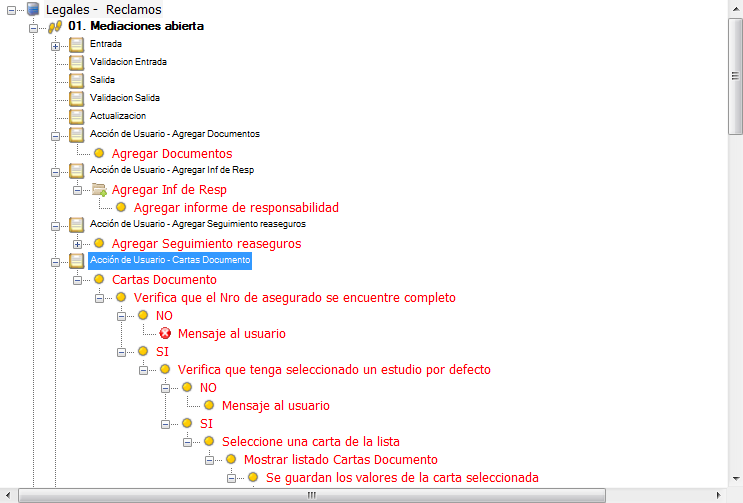 Legales - Reclamos
01. Mediaciones abierta
Entrada
Validacion Entrada
Salida
Validacion Salida
Actualizacion
Acción de Usuario - Agregar Documentos
Agregar Documentos
Acción de Usuario - Agregar Inf de Resp
Agregar Inf de Resp
Agregar informe de responsabilidad
Acción de Usuario - Agregar Seguimiento reaseguros
Agregar Seguimiento reaseguros
Acción de Usuario - Cartas Documento
Cartas Documento
Verifica que el Nro de asegurado se encuentre completo
NO
Mensaje al usuario
SI
Verifica que tenga seleccionado un estudio por defecto
NO
Mensaje al usuario
SI
Seleccione una carta de la lista
Mostrar listado Cartas Documento
Se guardan los valores de la carta seleccionada